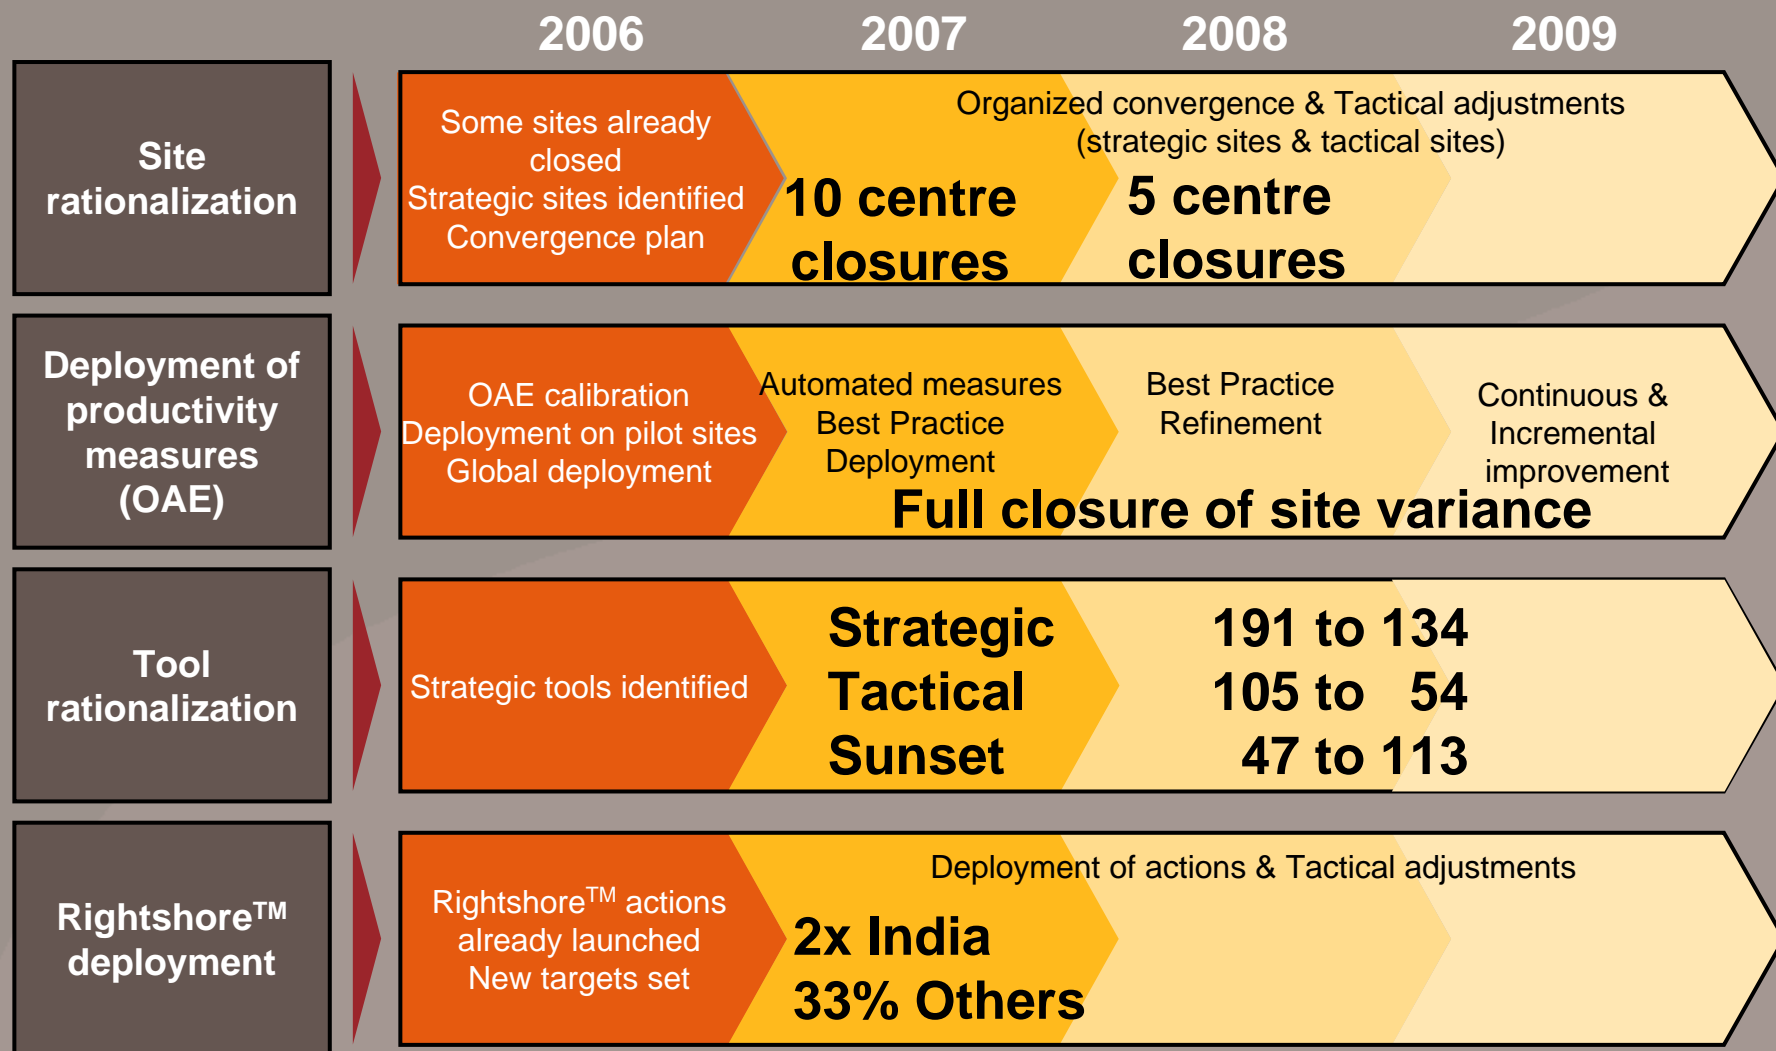 2006 2007 2008 2009
Site
rationalization
Some sites already
closed
Strategic sites identified
Convergence plan
Organized convergence & Tactical adjustments
(strategic sites & tactical sites)
10 centre
closures
5 centre
closures
Deployment of
productivity
measures
(OAE)
OAE calibration
Deployment on pilot sites
Global deployment
Automated measures
Best Practice
Deployment
Best Practice
Refinement
Continuous &
Incremental
improvement
Full closure of site variance
Tool
rationalization
Strategic tools identified
Strategic 191 to 134
Tactical 105 to 54
Sunset 47 to 113
Rightshore™
deployment
Rightshore™ actions
already launched
New targets set
Deployment of actions & Tactical adjustments
2x India
33% Others